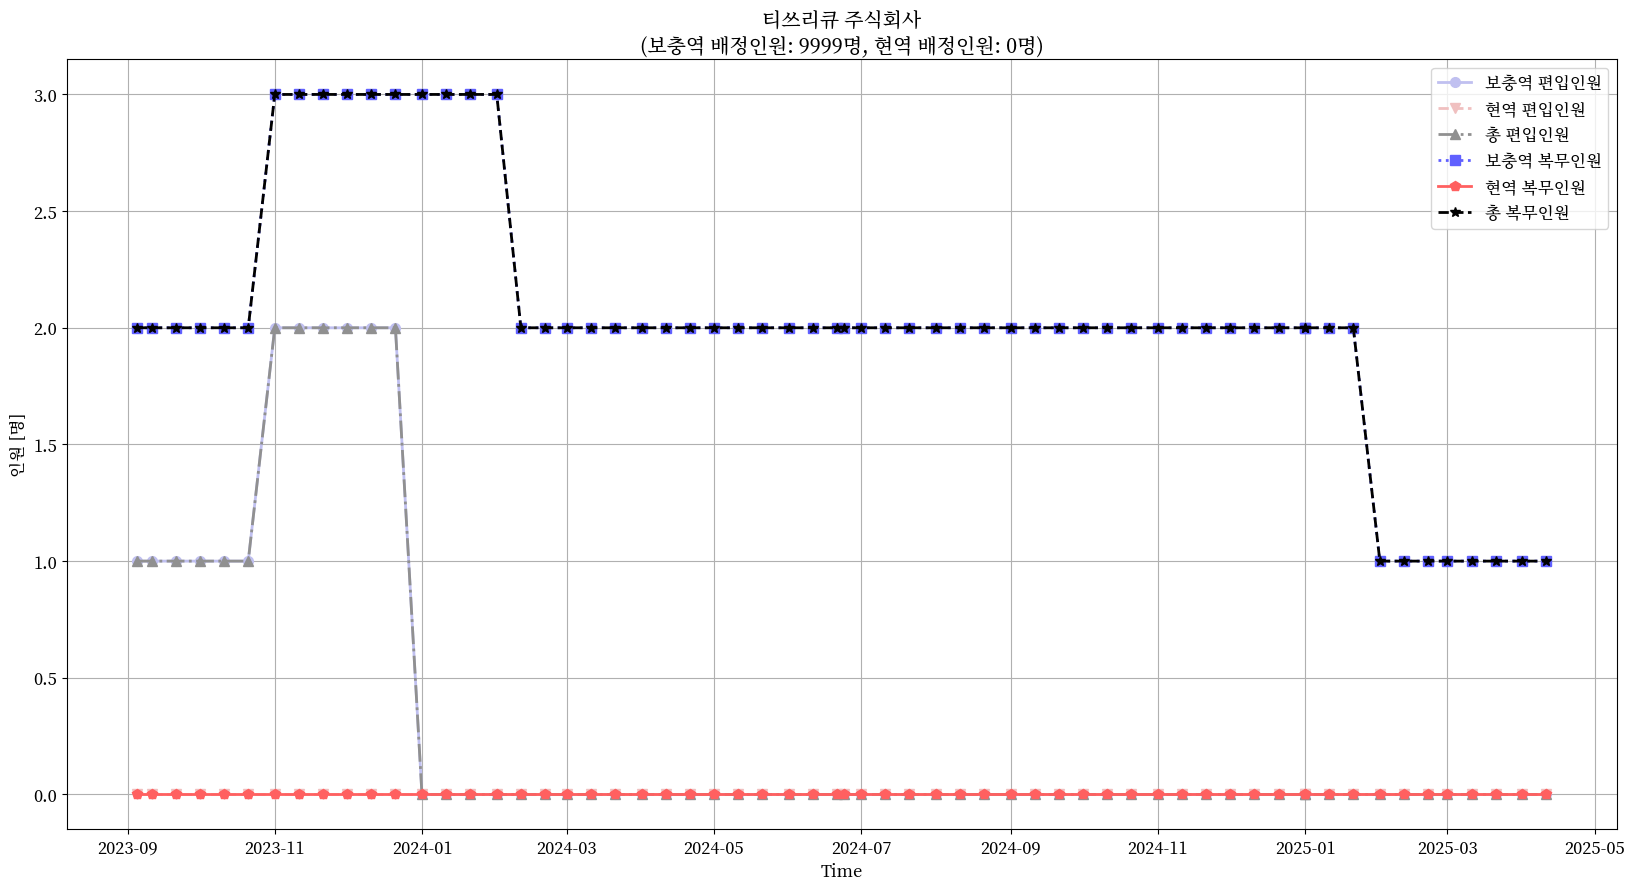 티쓰리큐 주식회사
(보충역 배정인원: 9999명, 현역 배정인원: 0명)
보충역 편입인원
현역 편입인원
총 편입인원
보충역 복무인원
현역 복무인원
총 복무인원
인원 [명]
3.0
2.5
2.0
1.5
1.0
0.5
0.0
2023-09
2023-11
2024-01
2024-03
2024-05
2024-07
2024-09
2024-11
2025-01
2025-03
2025-05
Time